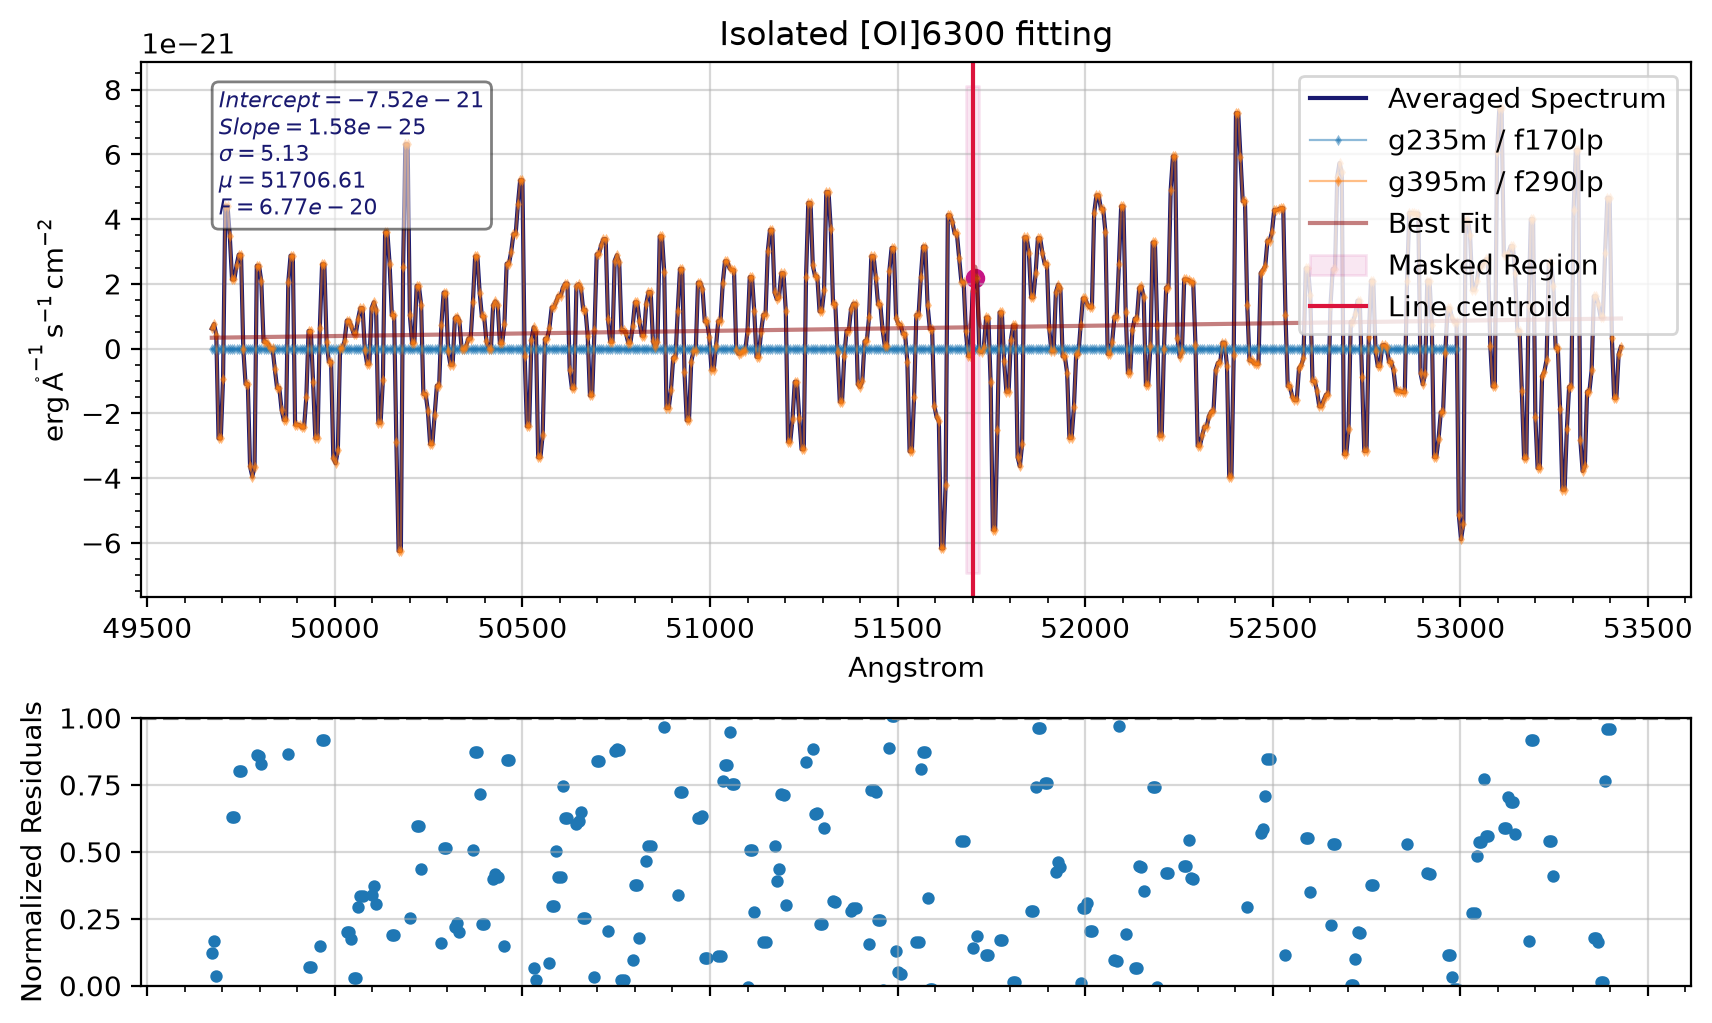 Isolated [OI]6300 fitting
1e−21
Intercept = −7.52e − 21
Slope = 1.58e − 25
σ = 5.13
μ = 51706.61
F = 6.77e − 20
Averaged Spectrum
g235m / f170lp
g395m / f290lp
Best Fit
Masked Region
Line centroid
8
6
4
2
0
−2
−4
−6
erg Å⁻¹ s⁻¹ cm⁻²
49500 50000 50500 51000 51500 52000 52500 53000 53500
Angstrom
1.00
0.75
0.50
0.25
0.00
Normalized Residuals